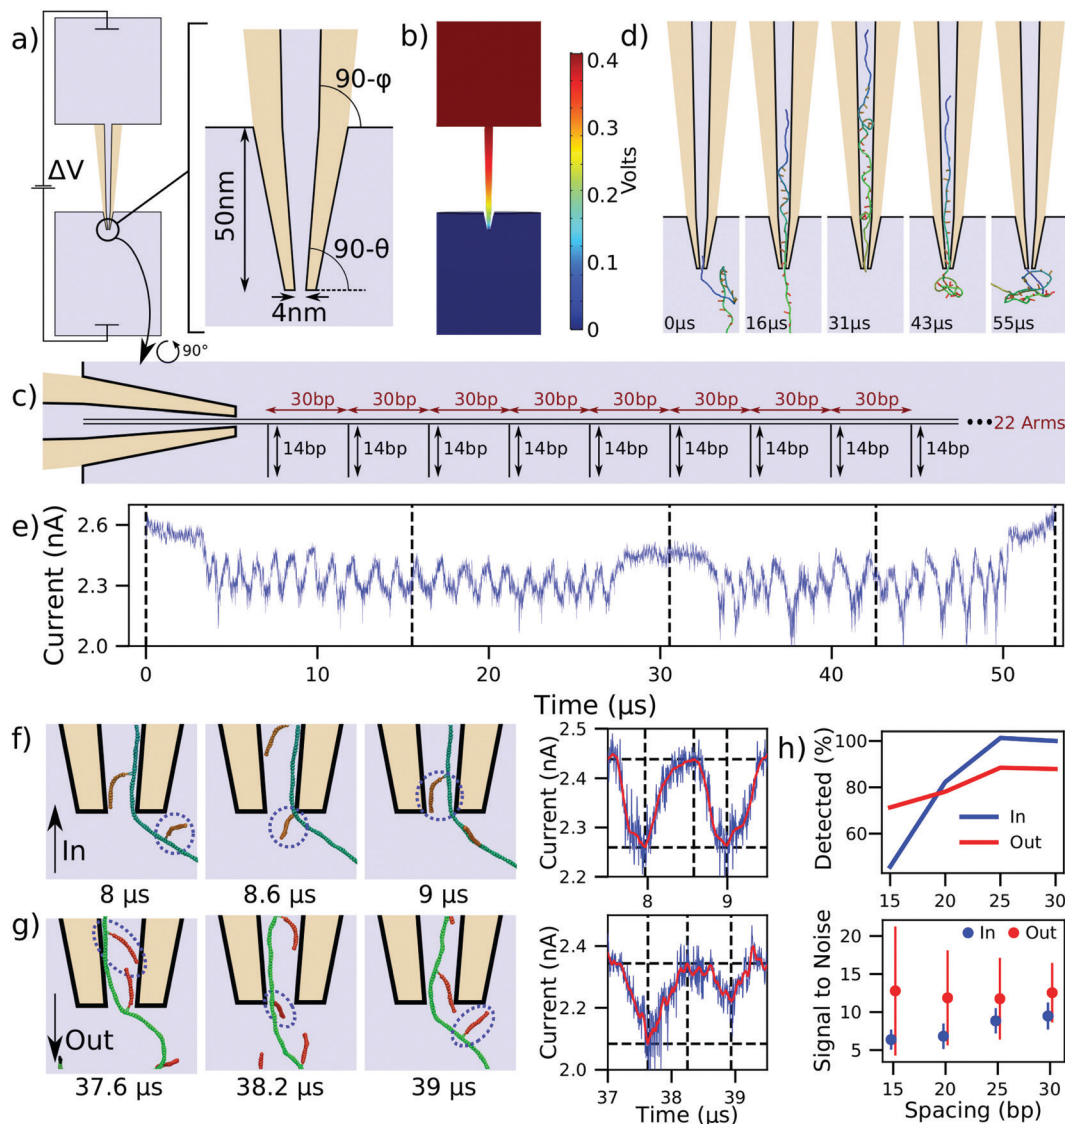 a)
ΔV
90°
50nm
90-φ
90-θ
4nm
b)
0.4
0.3
0.2
0.1
0
Volts
d)
0μs
16μs
31μs
43μs
55μs
c)
30bp 30bp 30bp 30bp 30bp 30bp 30bp 30bp
14bp 14bp 14bp 14bp 14bp 14bp 14bp 14bp 14bp
•••22 Arms
e)
Current (nA)
2.6
2.3
2.0
0 10 20 30 40 50
Time (μs)
f)
In
8 μs
8.6 μs
9 μs
Current (nA)
2.5
2.4
2.3
2.2
8 9
g)
Out
37.6 μs
38.2 μs
39 μs
Current (nA)
2.4
2.2
2.0
37 38 39
Time (μs)
h)
Detected (%)
100
80
60
In
Out
15 20 25 30
Signal to Noise
20
15
10
5
In Out
15 20 25 30
Spacing (bp)